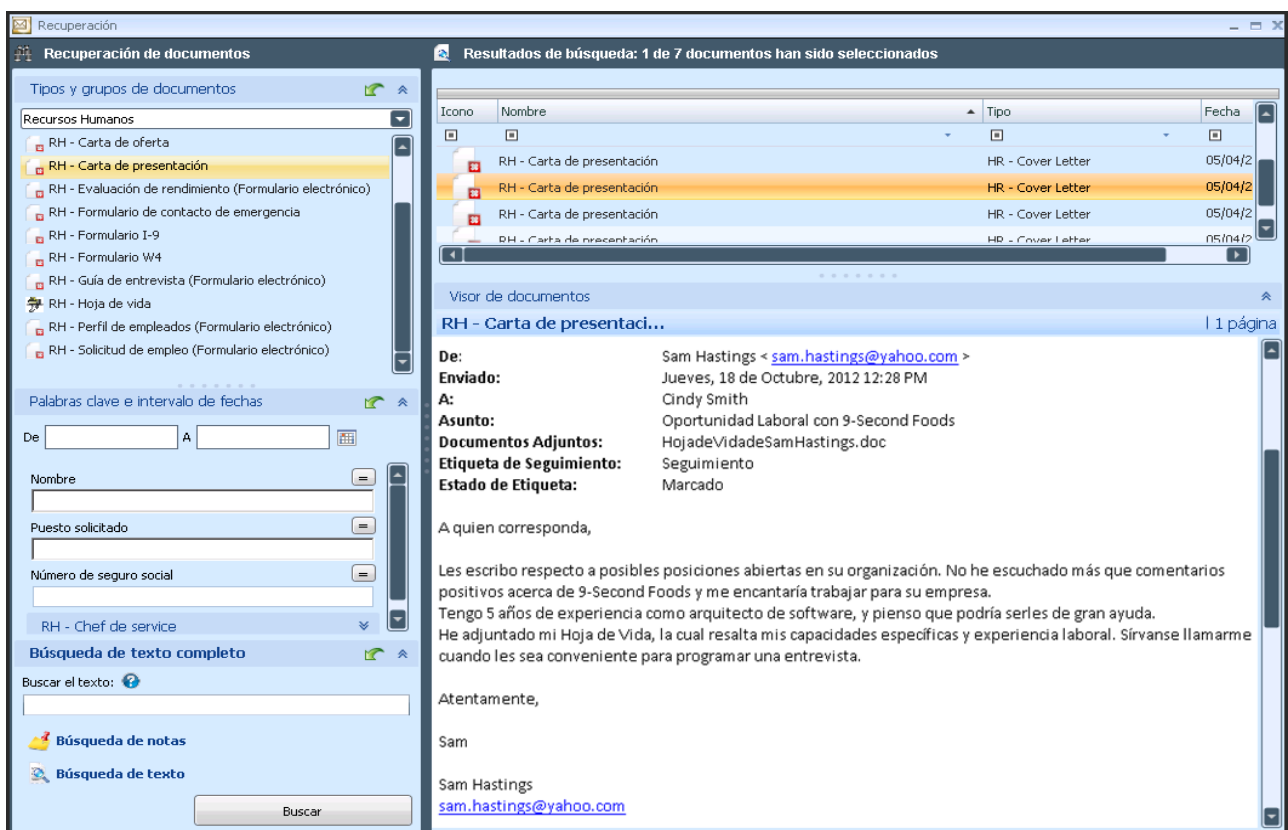 Recuperación
Recuperación de documentos
Tipos y grupos de documentos
Recursos Humanos
RH - Carta de oferta
RH - Carta de presentación
RH - Evaluación de rendimiento (Formulario electrónico)
RH - Formulario de contacto de emergencia
RH - Formulario I-9
RH - Formulario W4
RH - Guía de entrevista (Formulario electrónico)
RH - Hoja de vida
RH - Perfil de empleados (Formulario electrónico)
RH - Solicitud de empleo (Formulario electrónico)
Palabras clave e intervalo de fechas
De A
Nombre =
Puesto solicitado =
Número de seguro social =
RH - Chef de service
Búsqueda de texto completo
Buscar el texto: ?
Búsqueda de notas
Búsqueda de texto
Buscar
Resultados de búsqueda: 1 de 7 documentos han sido seleccionados
Icono Nombre Tipo Fecha
RH - Carta de presentación HR - Cover Letter 05/04/2
RH - Carta de presentación HR - Cover Letter 05/04/2
RH - Carta de presentación HR - Cover Letter 05/04/2
RH - Carta de presentación HR - Cover Letter 05/04/2
Visor de documentos
RH - Carta de presentaci... | 1 página
De: Sam Hastings < sam.hastings@yahoo.com >
Enviado: Jueves, 18 de Octubre, 2012 12:28 PM
A: Cindy Smith
Asunto: Oportunidad Laboral con 9-Second Foods
Documentos Adjuntos: HojadeVidadeSamHastings.doc
Etiqueta de Seguimiento: Seguimiento
Estado de Etiqueta: Marcado
A quien corresponda,
Les escribo respecto a posibles posiciones abiertas en su organización. No he escuchado más que comentarios
positivos acerca de 9-Second Foods y me encantaría trabajar para su empresa.
Tengo 5 años de experiencia como arquitecto de software, y pienso que podría serles de gran ayuda.
He adjuntado mi Hoja de Vida, la cual resalta mis capacidades específicas y experiencia laboral. Sírvanse llamarme
cuando les sea conveniente para programar una entrevista.
Atentamente,
Sam
Sam Hastings
sam.hastings@yahoo.com